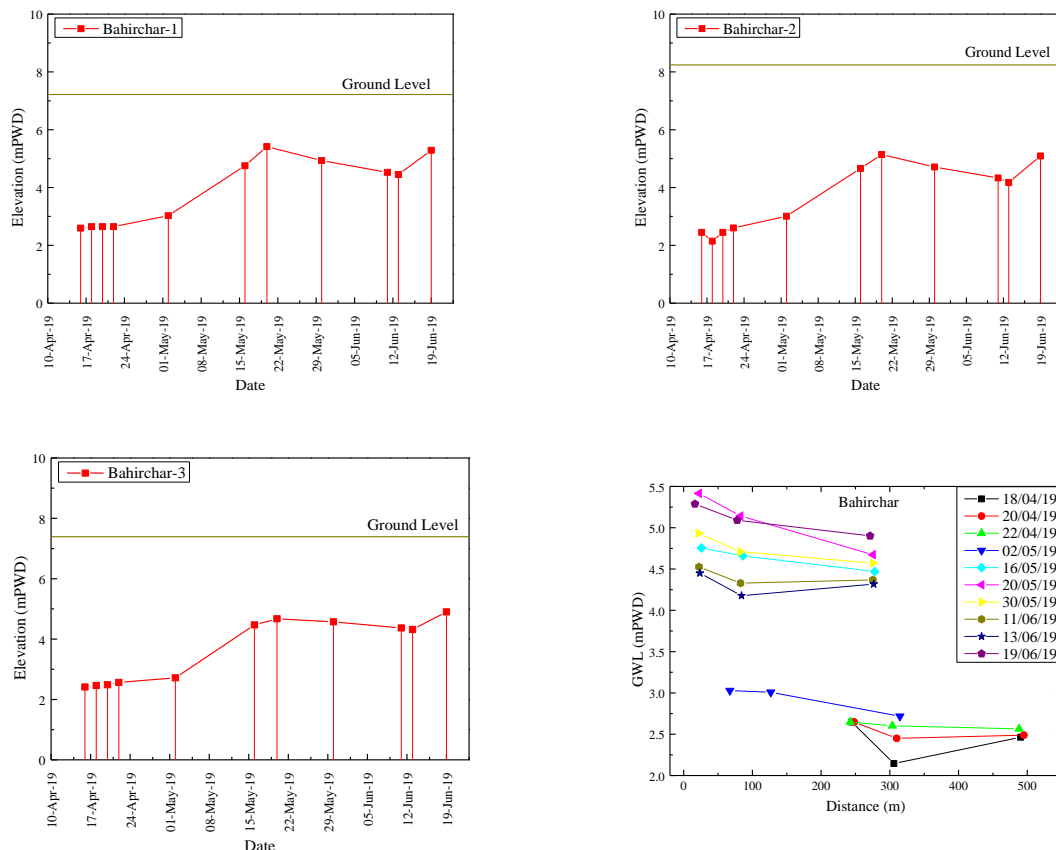 Bahirchar-1
Ground Level
Elevation (mPWD)
10
8
6
4
2
0
10-Apr-19
17-Apr-19
24-Apr-19
01-May-19
08-May-19
15-May-19
22-May-19
29-May-19
05-Jun-19
12-Jun-19
19-Jun-19
Date
Bahirchar-2
Ground Level
Elevation (mPWD)
10
8
6
4
2
0
10-Apr-19
17-Apr-19
24-Apr-19
01-May-19
08-May-19
15-May-19
22-May-19
29-May-19
05-Jun-19
12-Jun-19
19-Jun-19
Date
Bahirchar-3
Ground Level
Elevation (mPWD)
10
8
6
4
2
0
10-Apr-19
17-Apr-19
24-Apr-19
01-May-19
08-May-19
15-May-19
22-May-19
29-May-19
05-Jun-19
12-Jun-19
19-Jun-19
Date
Bahirchar
18/04/19
20/04/19
22/04/19
02/05/19
16/05/19
20/05/19
30/05/19
11/06/19
13/06/19
19/06/19
GWL (mPWD)
5.5
5.0
4.5
4.0
3.5
3.0
2.5
2.0
0 100 200 300 400 500
Distance (m)